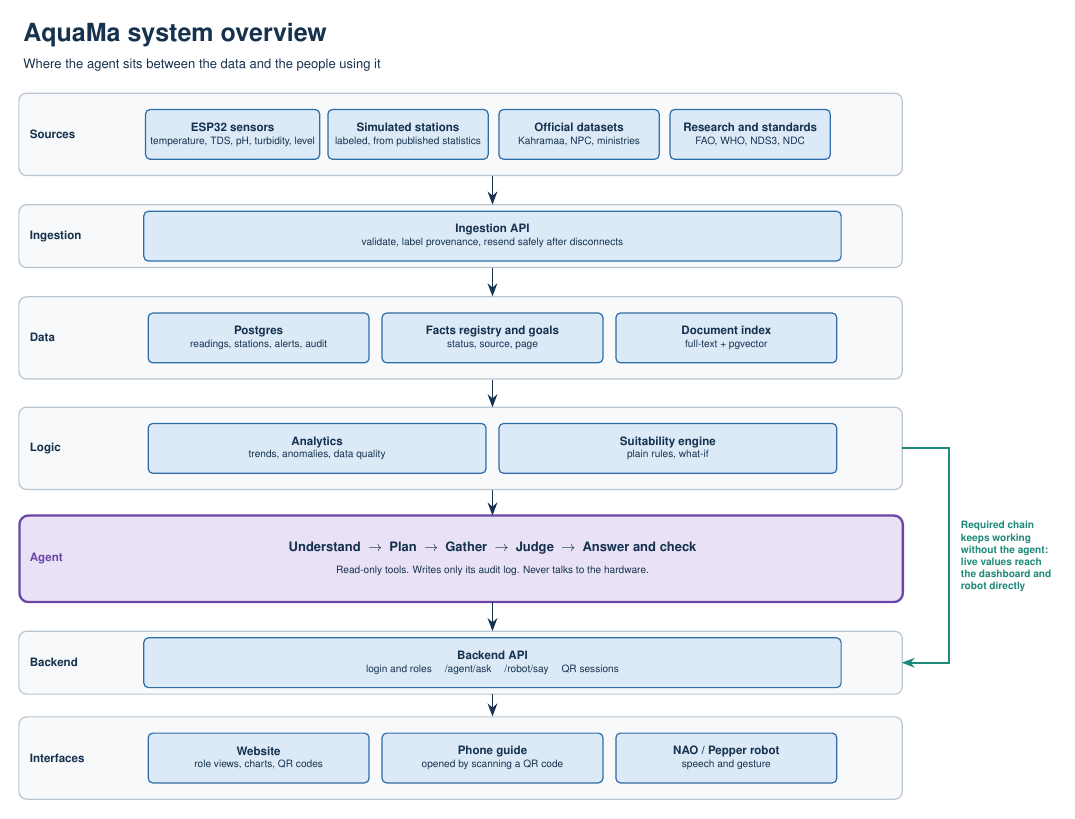 AquaMa system overview
Where the agent sits between the data and the people using it
Sources
ESP32 sensors
temperature, TDS, pH, turbidity, level
Simulated stations
labeled, from published statistics
Official datasets
Kahramaa, NPC, ministries
Research and standards
FAO, WHO, NDS3, NDC
Ingestion
Ingestion API
validate, label provenance, resend safely after disconnects
Data
Postgres
readings, stations, alerts, audit
Facts registry and goals
status, source, page
Document index
full-text + pgvector
Logic
Analytics
trends, anomalies, data quality
Suitability engine
plain rules, what-if
Agent
Understand → Plan → Gather → Judge → Answer and check
Read-only tools. Writes only its audit log. Never talks to the hardware.
Required chain
keeps working
without the agent:
live values reach
the dashboard and
robot directly
Backend
Backend API
login and roles /agent/ask /robot/say QR sessions
Interfaces
Website
role views, charts, QR codes
Phone guide
opened by scanning a QR code
NAO / Pepper robot
speech and gesture